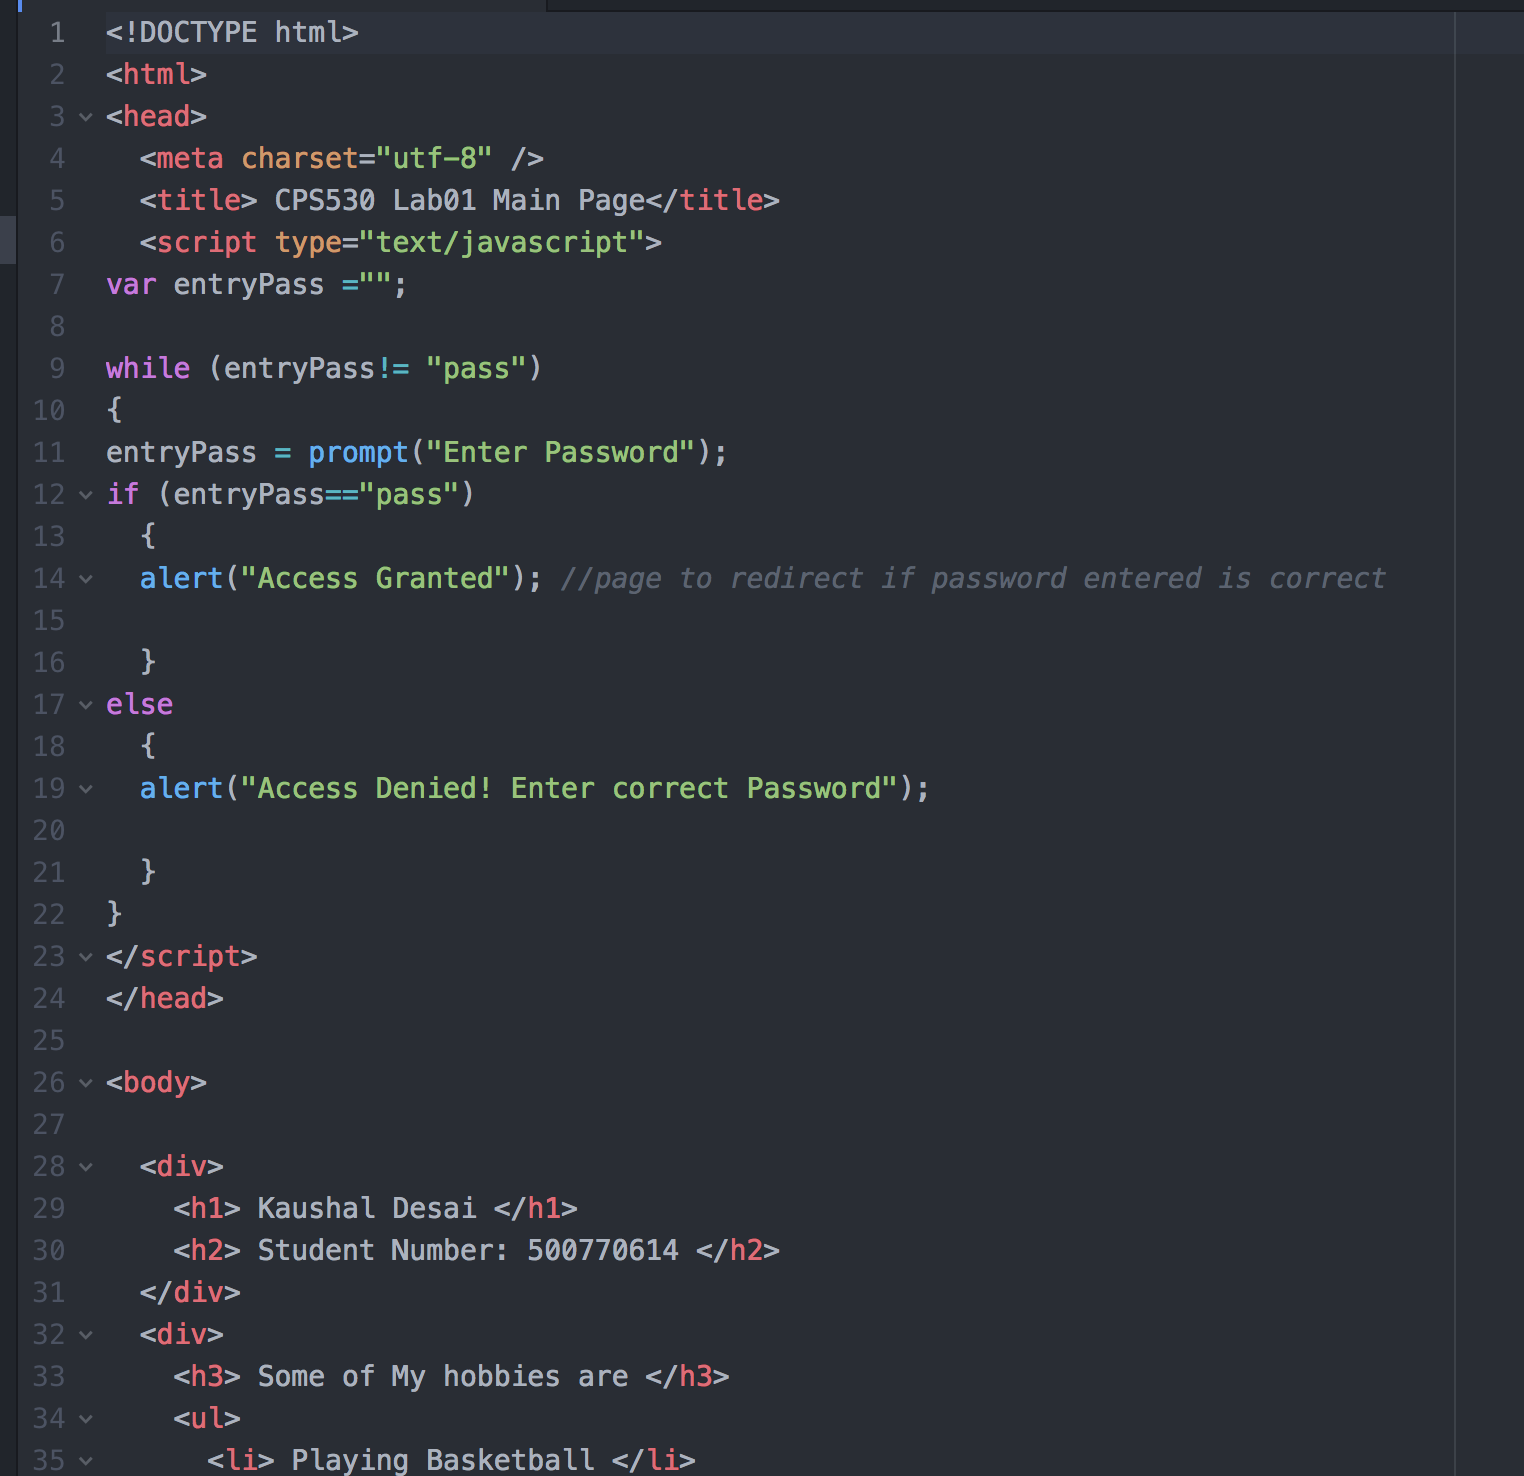 1 <!DOCTYPE html>
2 <html>
3 <head>
4   <meta charset="utf-8" />
5   <title> CPS530 Lab01 Main Page</title>
6   <script type="text/javascript">
7 var entryPass ="";
8
9 while (entryPass!= "pass")
10 {
11 entryPass = prompt("Enter Password");
12 if (entryPass=="pass")
13   {
14   alert("Access Granted"); //page to redirect if password entered is correct
15
16   }
17 else
18   {
19   alert("Access Denied! Enter correct Password");
20
21   }
22 }
23 </script>
24 </head>
25
26 <body>
27
28   <div>
29     <h1> Kaushal Desai </h1>
30     <h2> Student Number: 500770614 </h2>
31   </div>
32   <div>
33     <h3> Some of My hobbies are </h3>
34     <ul>
35       <li> Playing Basketball </li>